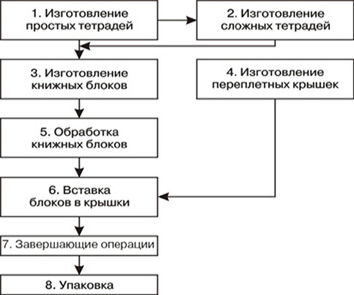 1. Изготовление
простых тетрадей
2. Изготовление
сложных тетрадей
3. Изготовление
книжных блоков
4. Изготовление
переплетных крышек
5. Обработка
книжных блоков
6. Вставка
блоков в крышки
7. Завершающие операции
8. Упаковка